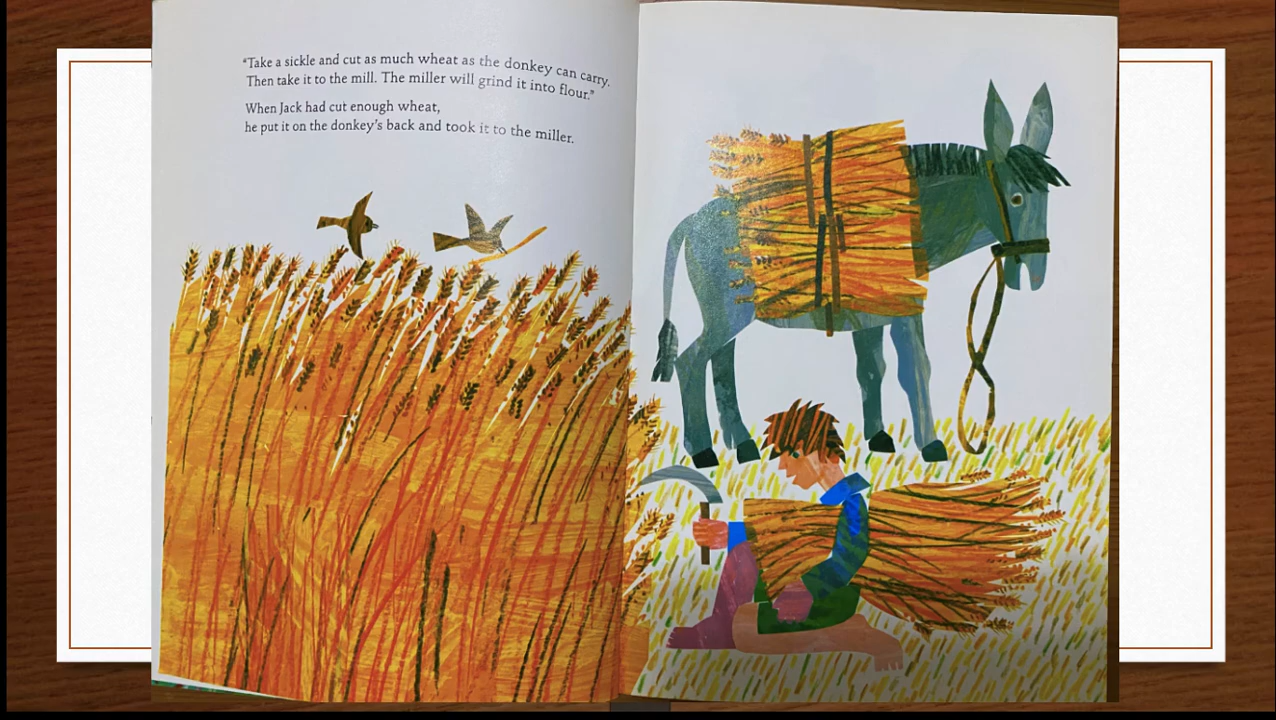 “Take a sickle and cut as much wheat as the donkey can carry.
Then take it to the mill. The miller will grind it into flour.”
When Jack had cut enough wheat,
he put it on the donkey’s back and took it to the miller.